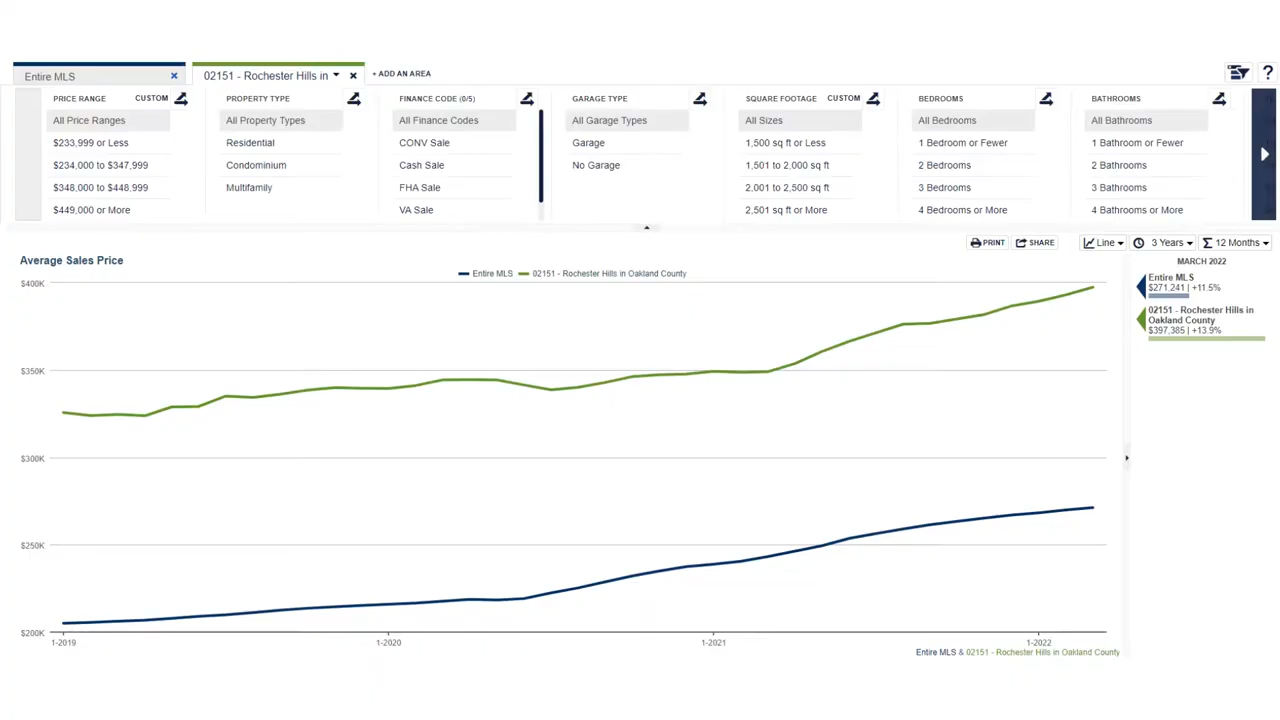 Entire MLS ×
02151 - Rochester Hills in ×
+ ADD AN AREA
?
PRICE RANGE CUSTOM
All Price Ranges
$233,999 or Less
$234,000 to $347,999
$348,000 to $448,999
$449,000 or More
PROPERTY TYPE
All Property Types
Residential
Condominium
Multifamily
FINANCE CODE (0/5)
All Finance Codes
CONV Sale
Cash Sale
FHA Sale
VA Sale
GARAGE TYPE
All Garage Types
Garage
No Garage
SQUARE FOOTAGE CUSTOM
All Sizes
1,500 sq ft or Less
1,501 to 2,000 sq ft
2,001 to 2,500 sq ft
2,501 sq ft or More
BEDROOMS
All Bedrooms
1 Bedroom or Fewer
2 Bedrooms
3 Bedrooms
4 Bedrooms or More
BATHROOMS
All Bathrooms
1 Bathroom or Fewer
2 Bathrooms
3 Bathrooms
4 Bathrooms or More
PRINT SHARE Line 3 Years Σ 12 Months
Average Sales Price
Entire MLS 02151 - Rochester Hills in Oakland County
$400K
$350K
$300K
$250K
$200K
1-2019 1-2020 1-2021 1-2022
Entire MLS & 02151 - Rochester Hills in Oakland County
MARCH 2022
Entire MLS
$271,241 | +11.5%
02151 - Rochester Hills in
Oakland County
$397,385 | +13.9%